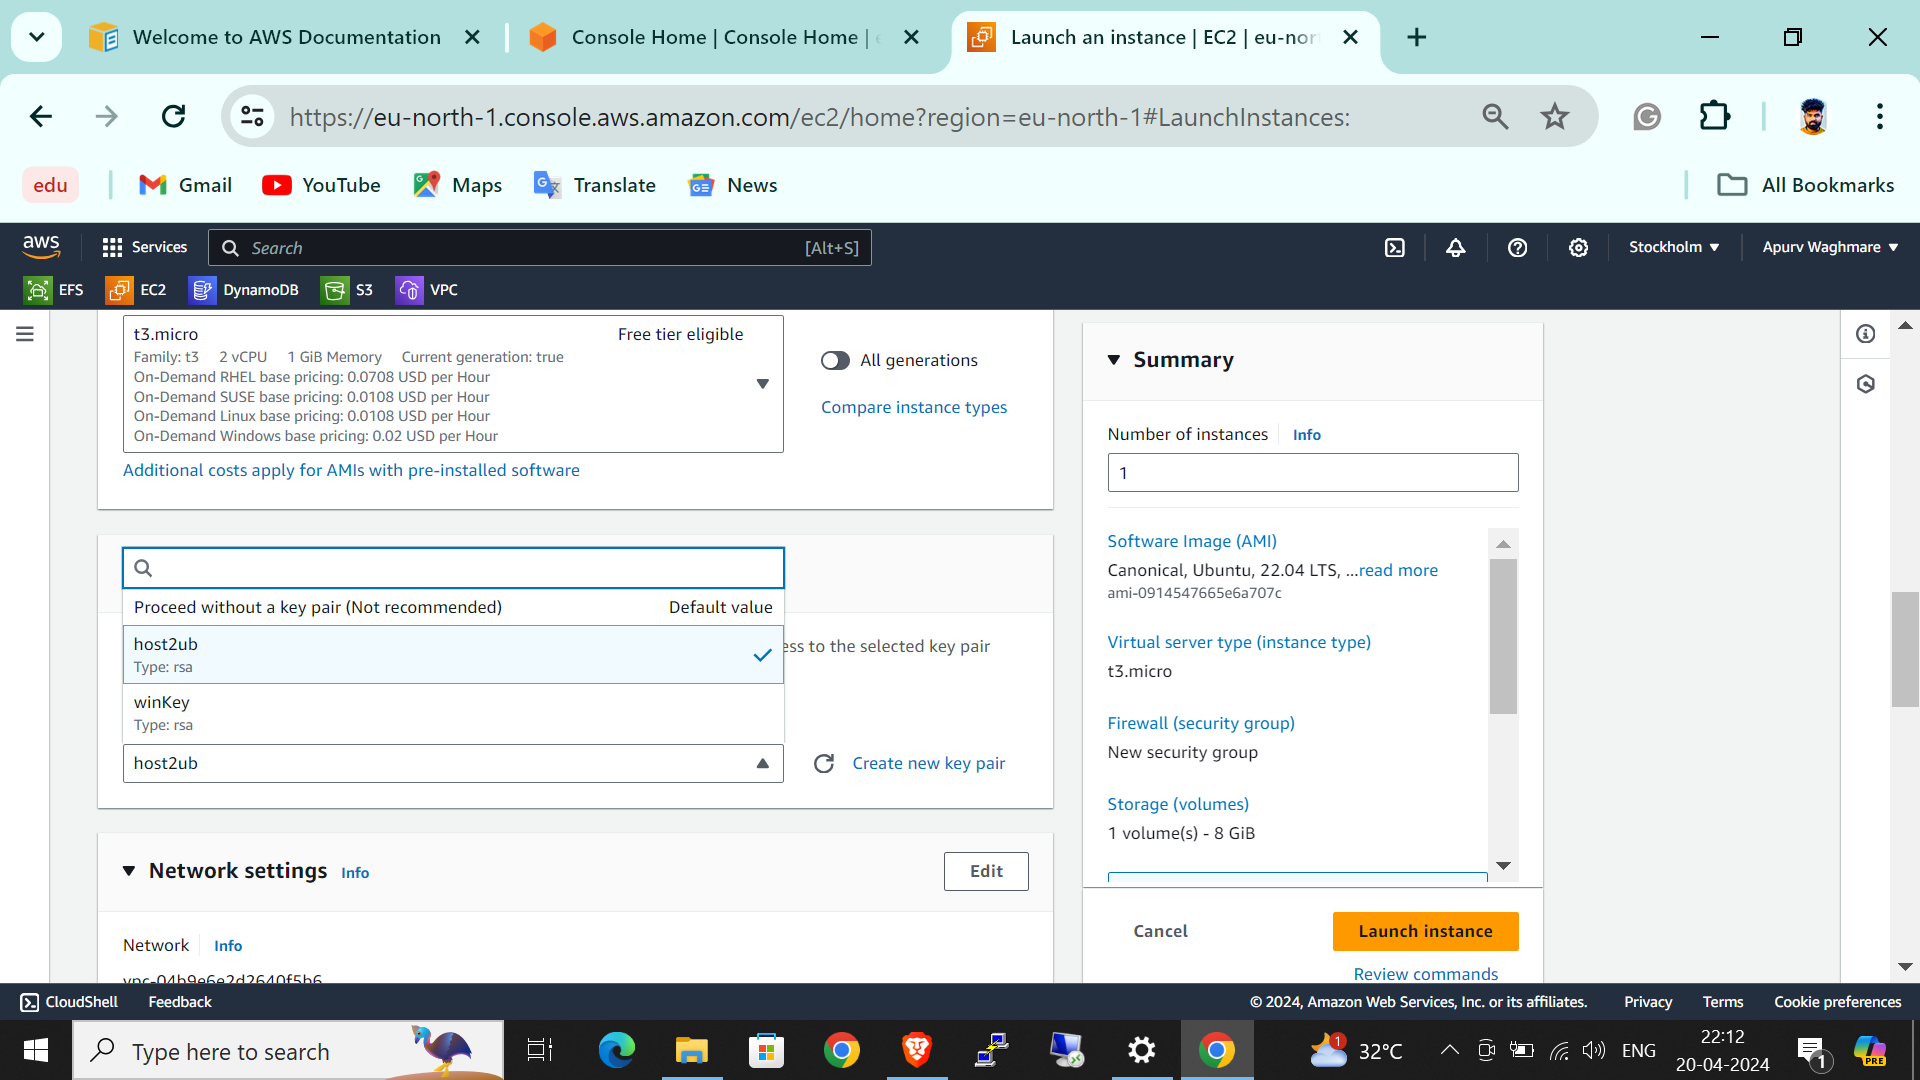 Welcome to AWS Documentation
Console Home | Console Home |
Launch an instance | EC2 | eu-nor
https://eu-north-1.console.aws.amazon.com/ec2/home?region=eu-north-1#LaunchInstances:
edu
Gmail
YouTube
Maps
Translate
News
All Bookmarks
aws
Services
Search
[Alt+S]
Stockholm
Apurv Waghmare
EFS
EC2
DynamoDB
S3
VPC
t3.micro
Free tier eligible
Family: t3 2 vCPU 1 GiB Memory Current generation: true
On-Demand RHEL base pricing: 0.0708 USD per Hour
On-Demand SUSE base pricing: 0.0108 USD per Hour
On-Demand Linux base pricing: 0.0108 USD per Hour
On-Demand Windows base pricing: 0.02 USD per Hour
Additional costs apply for AMIs with pre-installed software
All generations
Compare instance types
Proceed without a key pair (Not recommended)
Default value
host2ub
Type: rsa
ess to the selected key pair
winKey
Type: rsa
host2ub
Create new key pair
Network settings
Info
Edit
Network
Info
vpc-04b9e6e2d2640f5b6
Summary
Number of instances
Info
1
Software Image (AMI)
Canonical, Ubuntu, 22.04 LTS, ...read more
ami-0914547665e6a707c
Virtual server type (instance type)
t3.micro
Firewall (security group)
New security group
Storage (volumes)
1 volume(s) - 8 GiB
Cancel
Launch instance
Review commands
CloudShell
Feedback
© 2024, Amazon Web Services, Inc. or its affiliates.
Privacy
Terms
Cookie preferences
Type here to search
1
32°C
ENG
22:12
20-04-2024
1
PRE